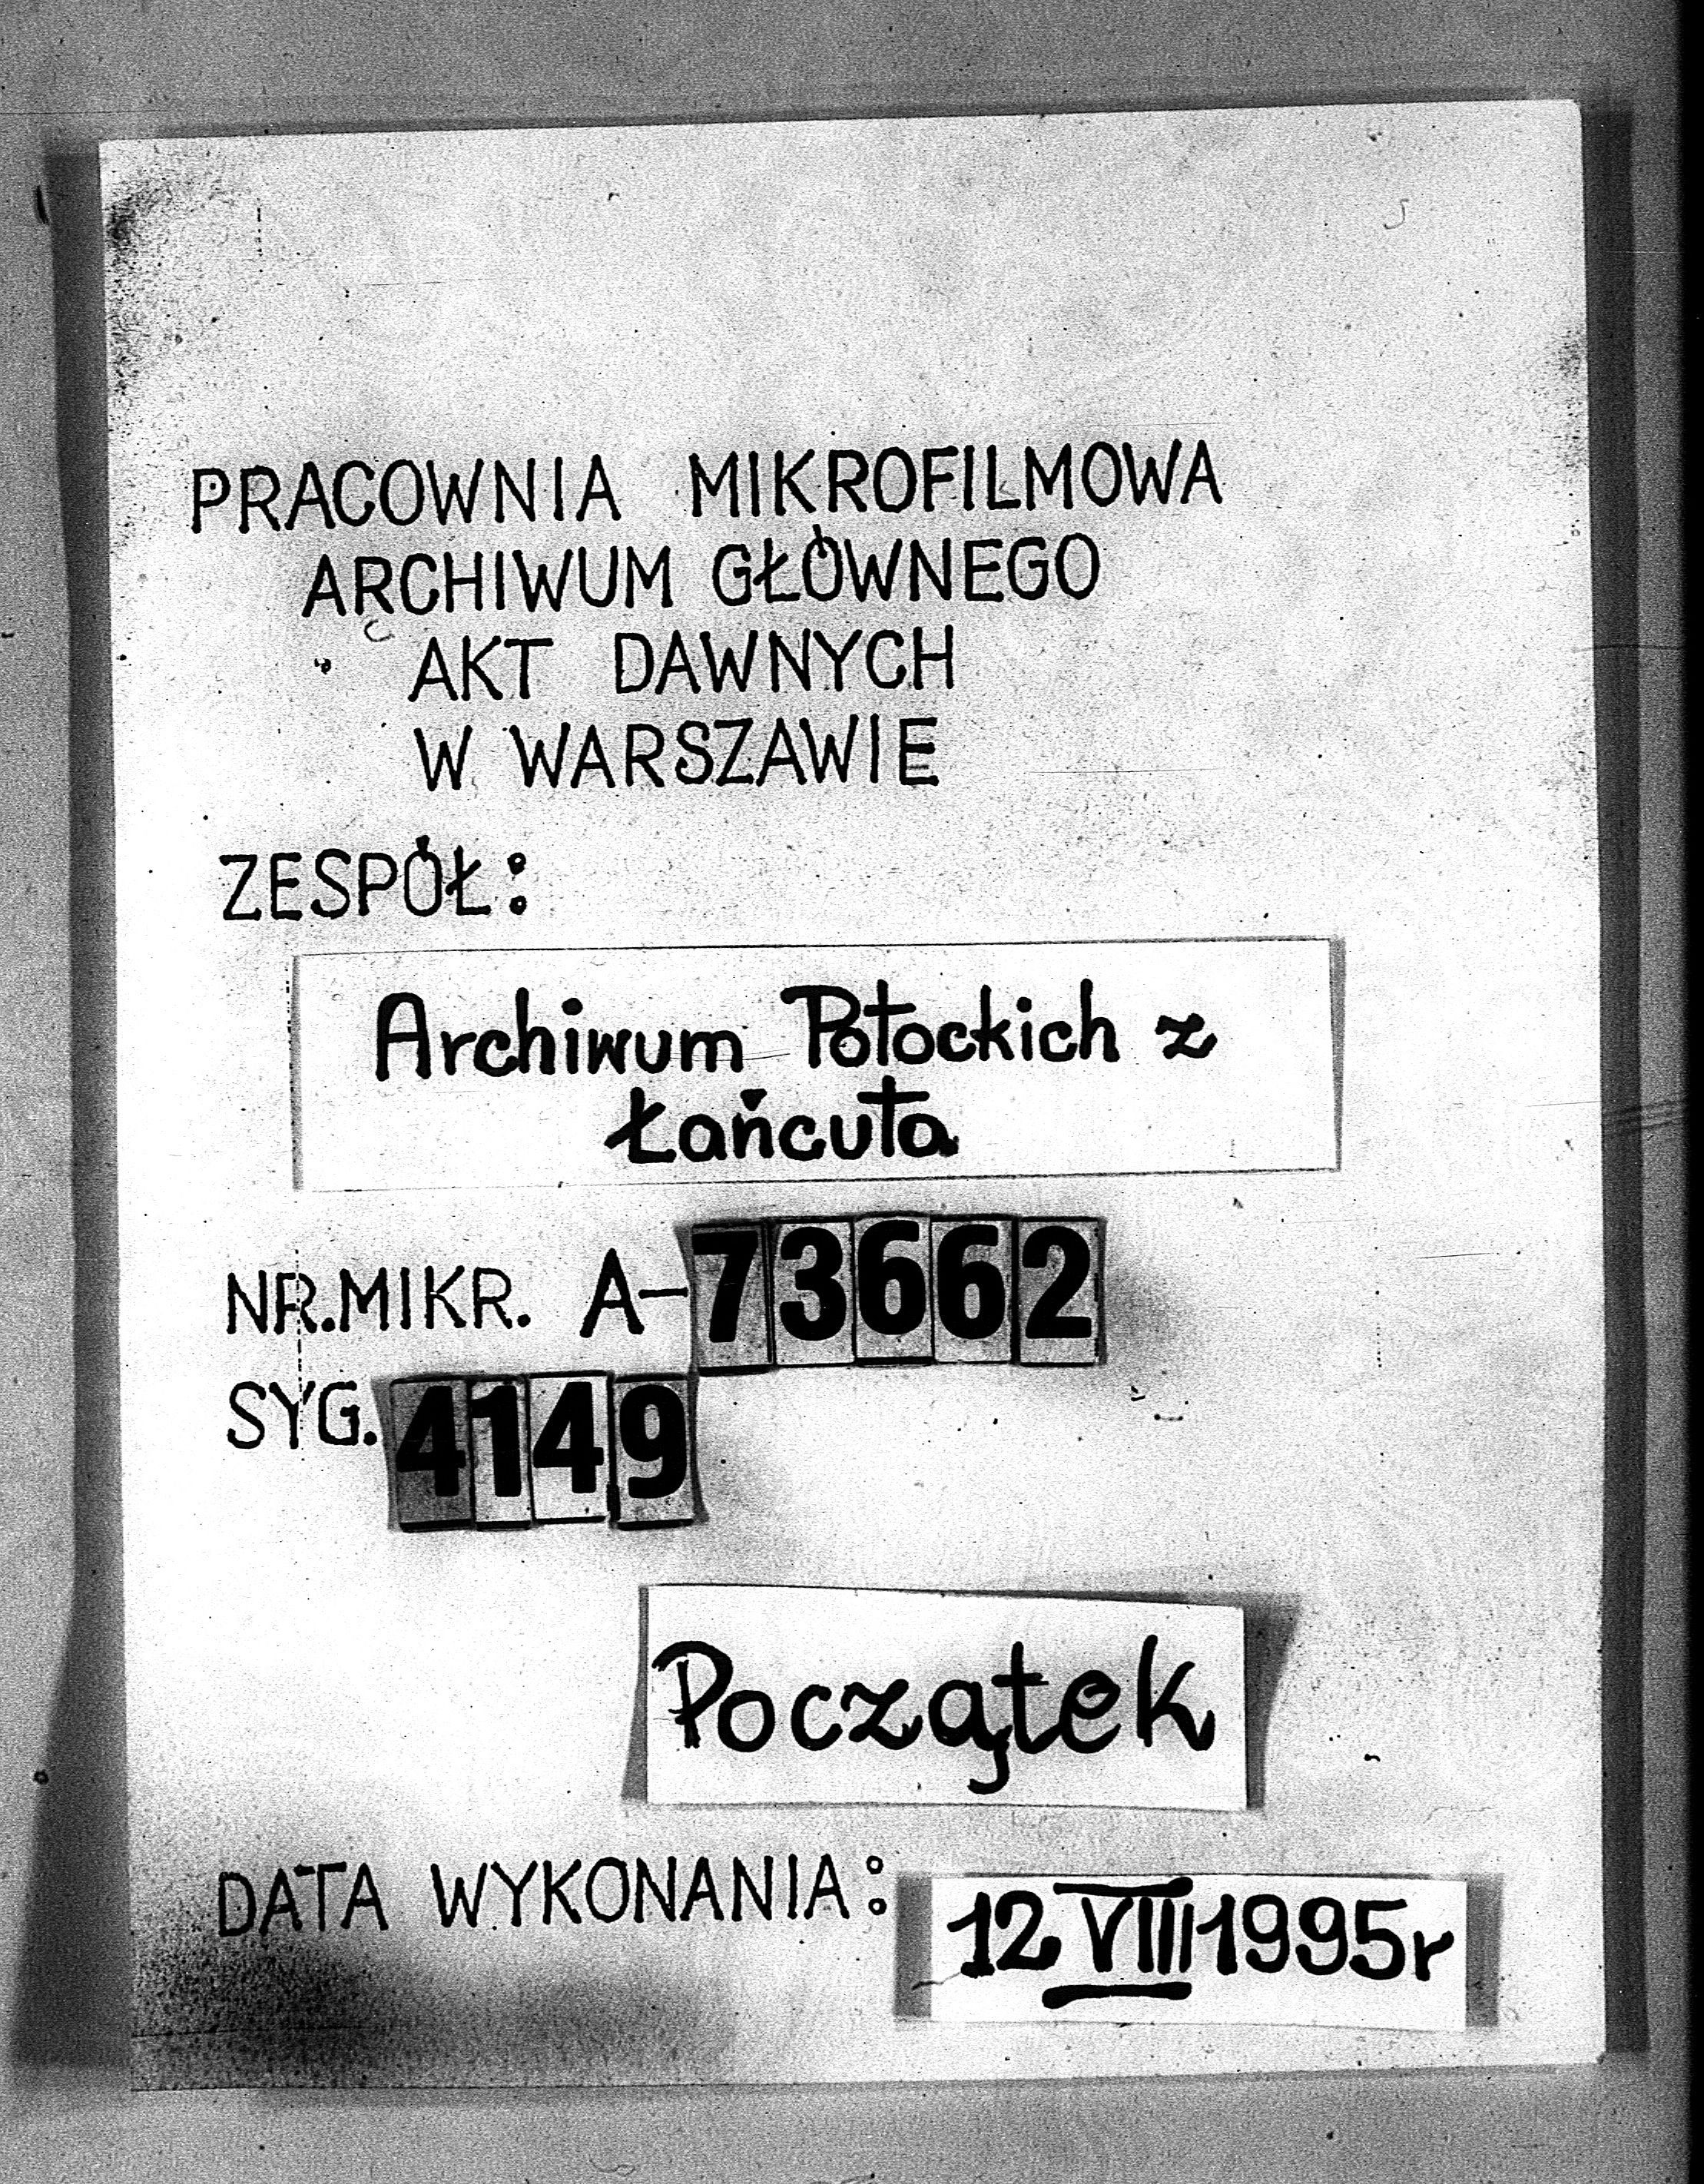 PRACOWNIA MIKROFILMOWA
ARCHIWUM GŁÓWNEGO
AKT DAWNYCH
W WARSZAWIE
ZESPÓŁ:
Archiwum Potockich z
Łańcuta
NR.MIKR. A-73662
SYG. 4149
Początek
DATA WYKONANIA: 12 VIII 1995r